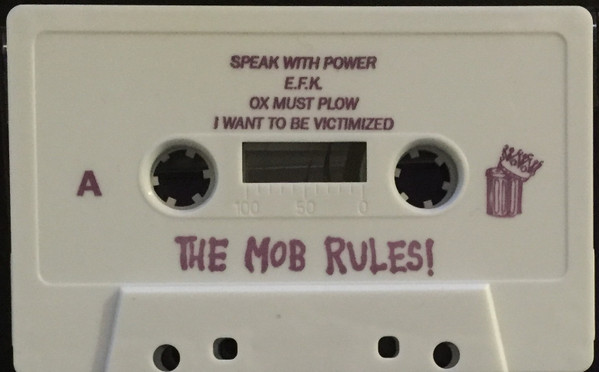 SPEAK WITH POWER
E.F.K.
OX MUST PLOW
I WANT TO BE VICTIMIZED
A
100 50 0
THE MOB RULES!